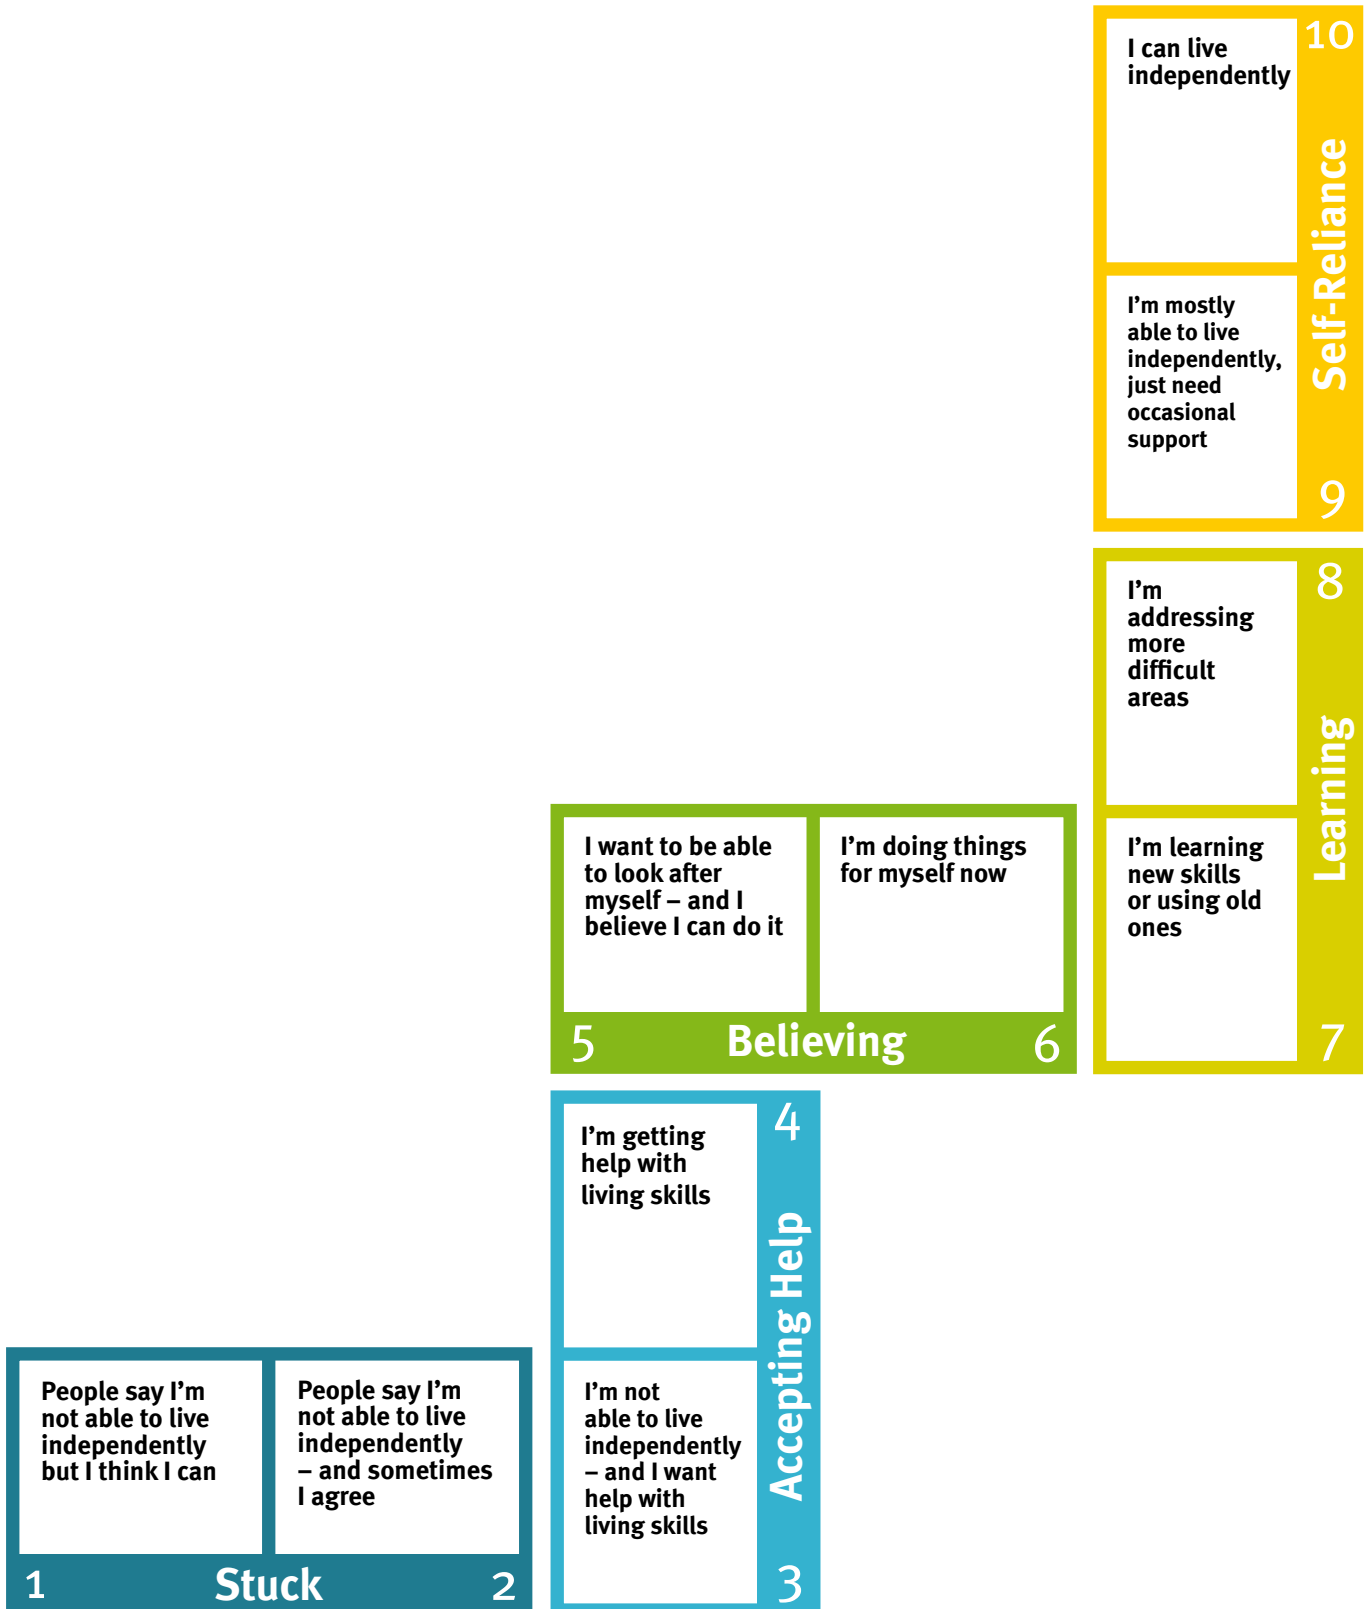 10
I can live
independently
Self-Reliance
I'm mostly
able to live
independently,
just need
occasional
support
9
8
I'm
addressing
more
difficult
areas
Learning
I'm learning
new skills
or using old
ones
7
I want to be able
to look after
myself – and I
believe I can do it
I'm doing things
for myself now
5
Believing
6
4
I'm getting
help with
living skills
Accepting Help
I'm not
able to live
independently
– and I want
help with
living skills
3
People say I'm
not able to live
independently
but I think I can
People say I'm
not able to live
independently
– and sometimes
I agree
1
Stuck
2